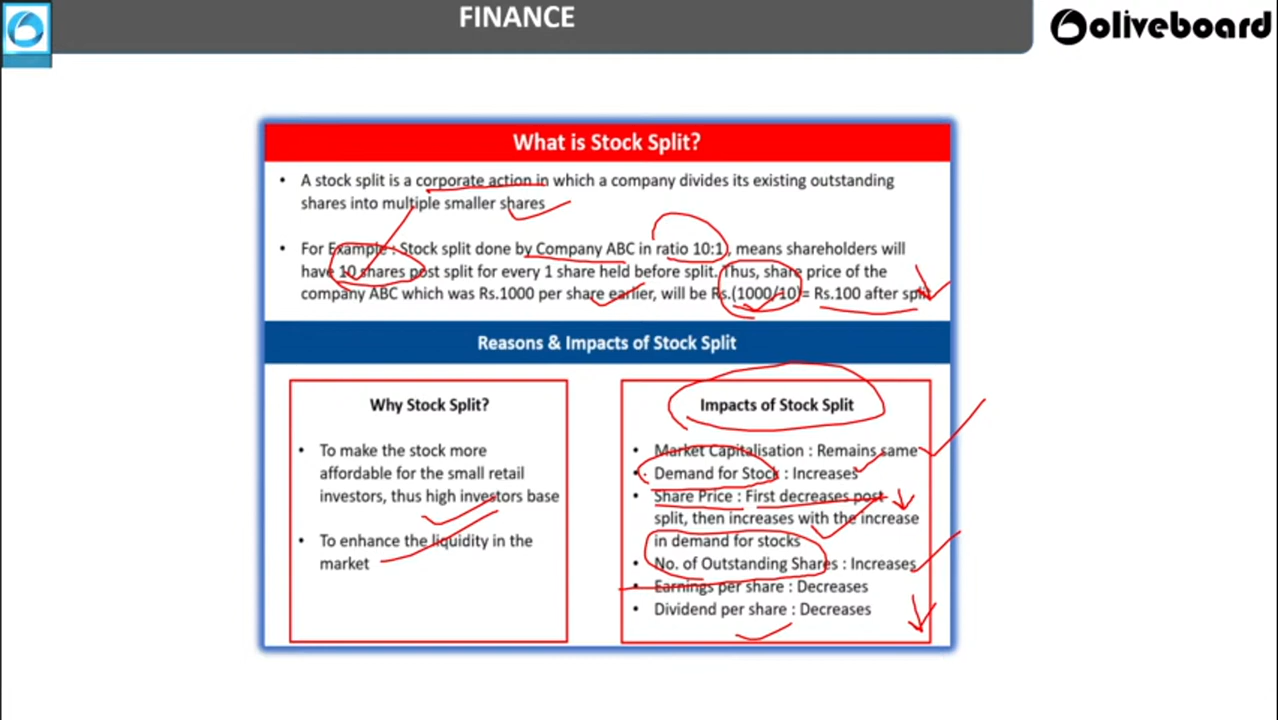 FINANCE
oliveboard
What is Stock Split?
• A stock split is a corporate action in which a company divides its existing outstanding
shares into multiple smaller shares
• For Example : Stock split done by Company ABC in ratio 10:1, means shareholders will
have 10 shares post split for every 1 share held before split. Thus, share price of the
company ABC which was Rs.1000 per share earlier, will be Rs.(1000/10)= Rs.100 after split
Reasons & Impacts of Stock Split
Why Stock Split?
• To make the stock more
affordable for the small retail
investors, thus high investors base
• To enhance the liquidity in the
market
Impacts of Stock Split
• Market Capitalisation : Remains same
• Demand for Stock : Increases
• Share Price : First decreases post
split, then increases with the increase
in demand for stocks
• No. of Outstanding Shares : Increases
• Earnings per share : Decreases
• Dividend per share : Decreases